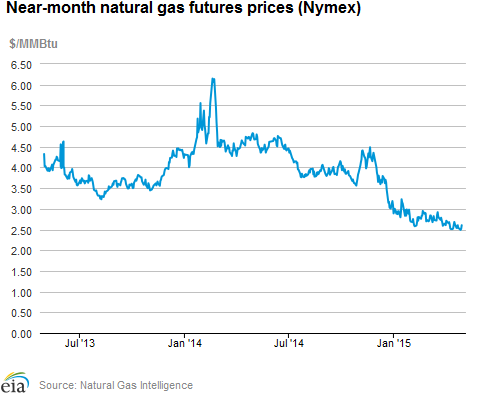 Near-month natural gas futures prices (Nymex)
$/MMBtu
6.50
6.00
5.50
5.00
4.50
4.00
3.50
3.00
2.50
2.00
1.50
1.00
0.50
0.00
Jul '13
Jan '14
Jul '14
Jan '15
eia
Source: Natural Gas Intelligence